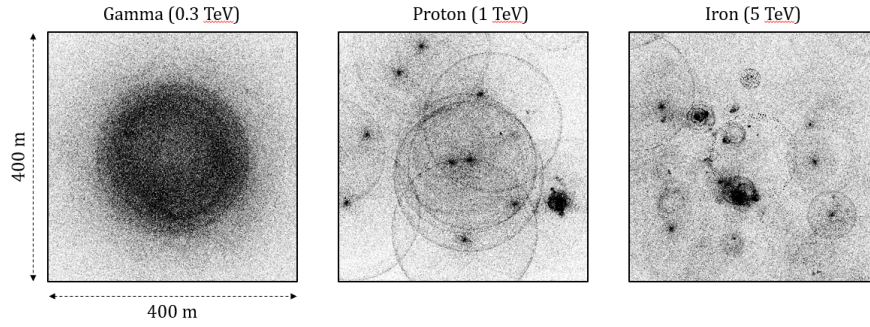 Gamma (0.3 TeV)
Proton (1 TeV)
Iron (5 TeV)
400 m
400 m